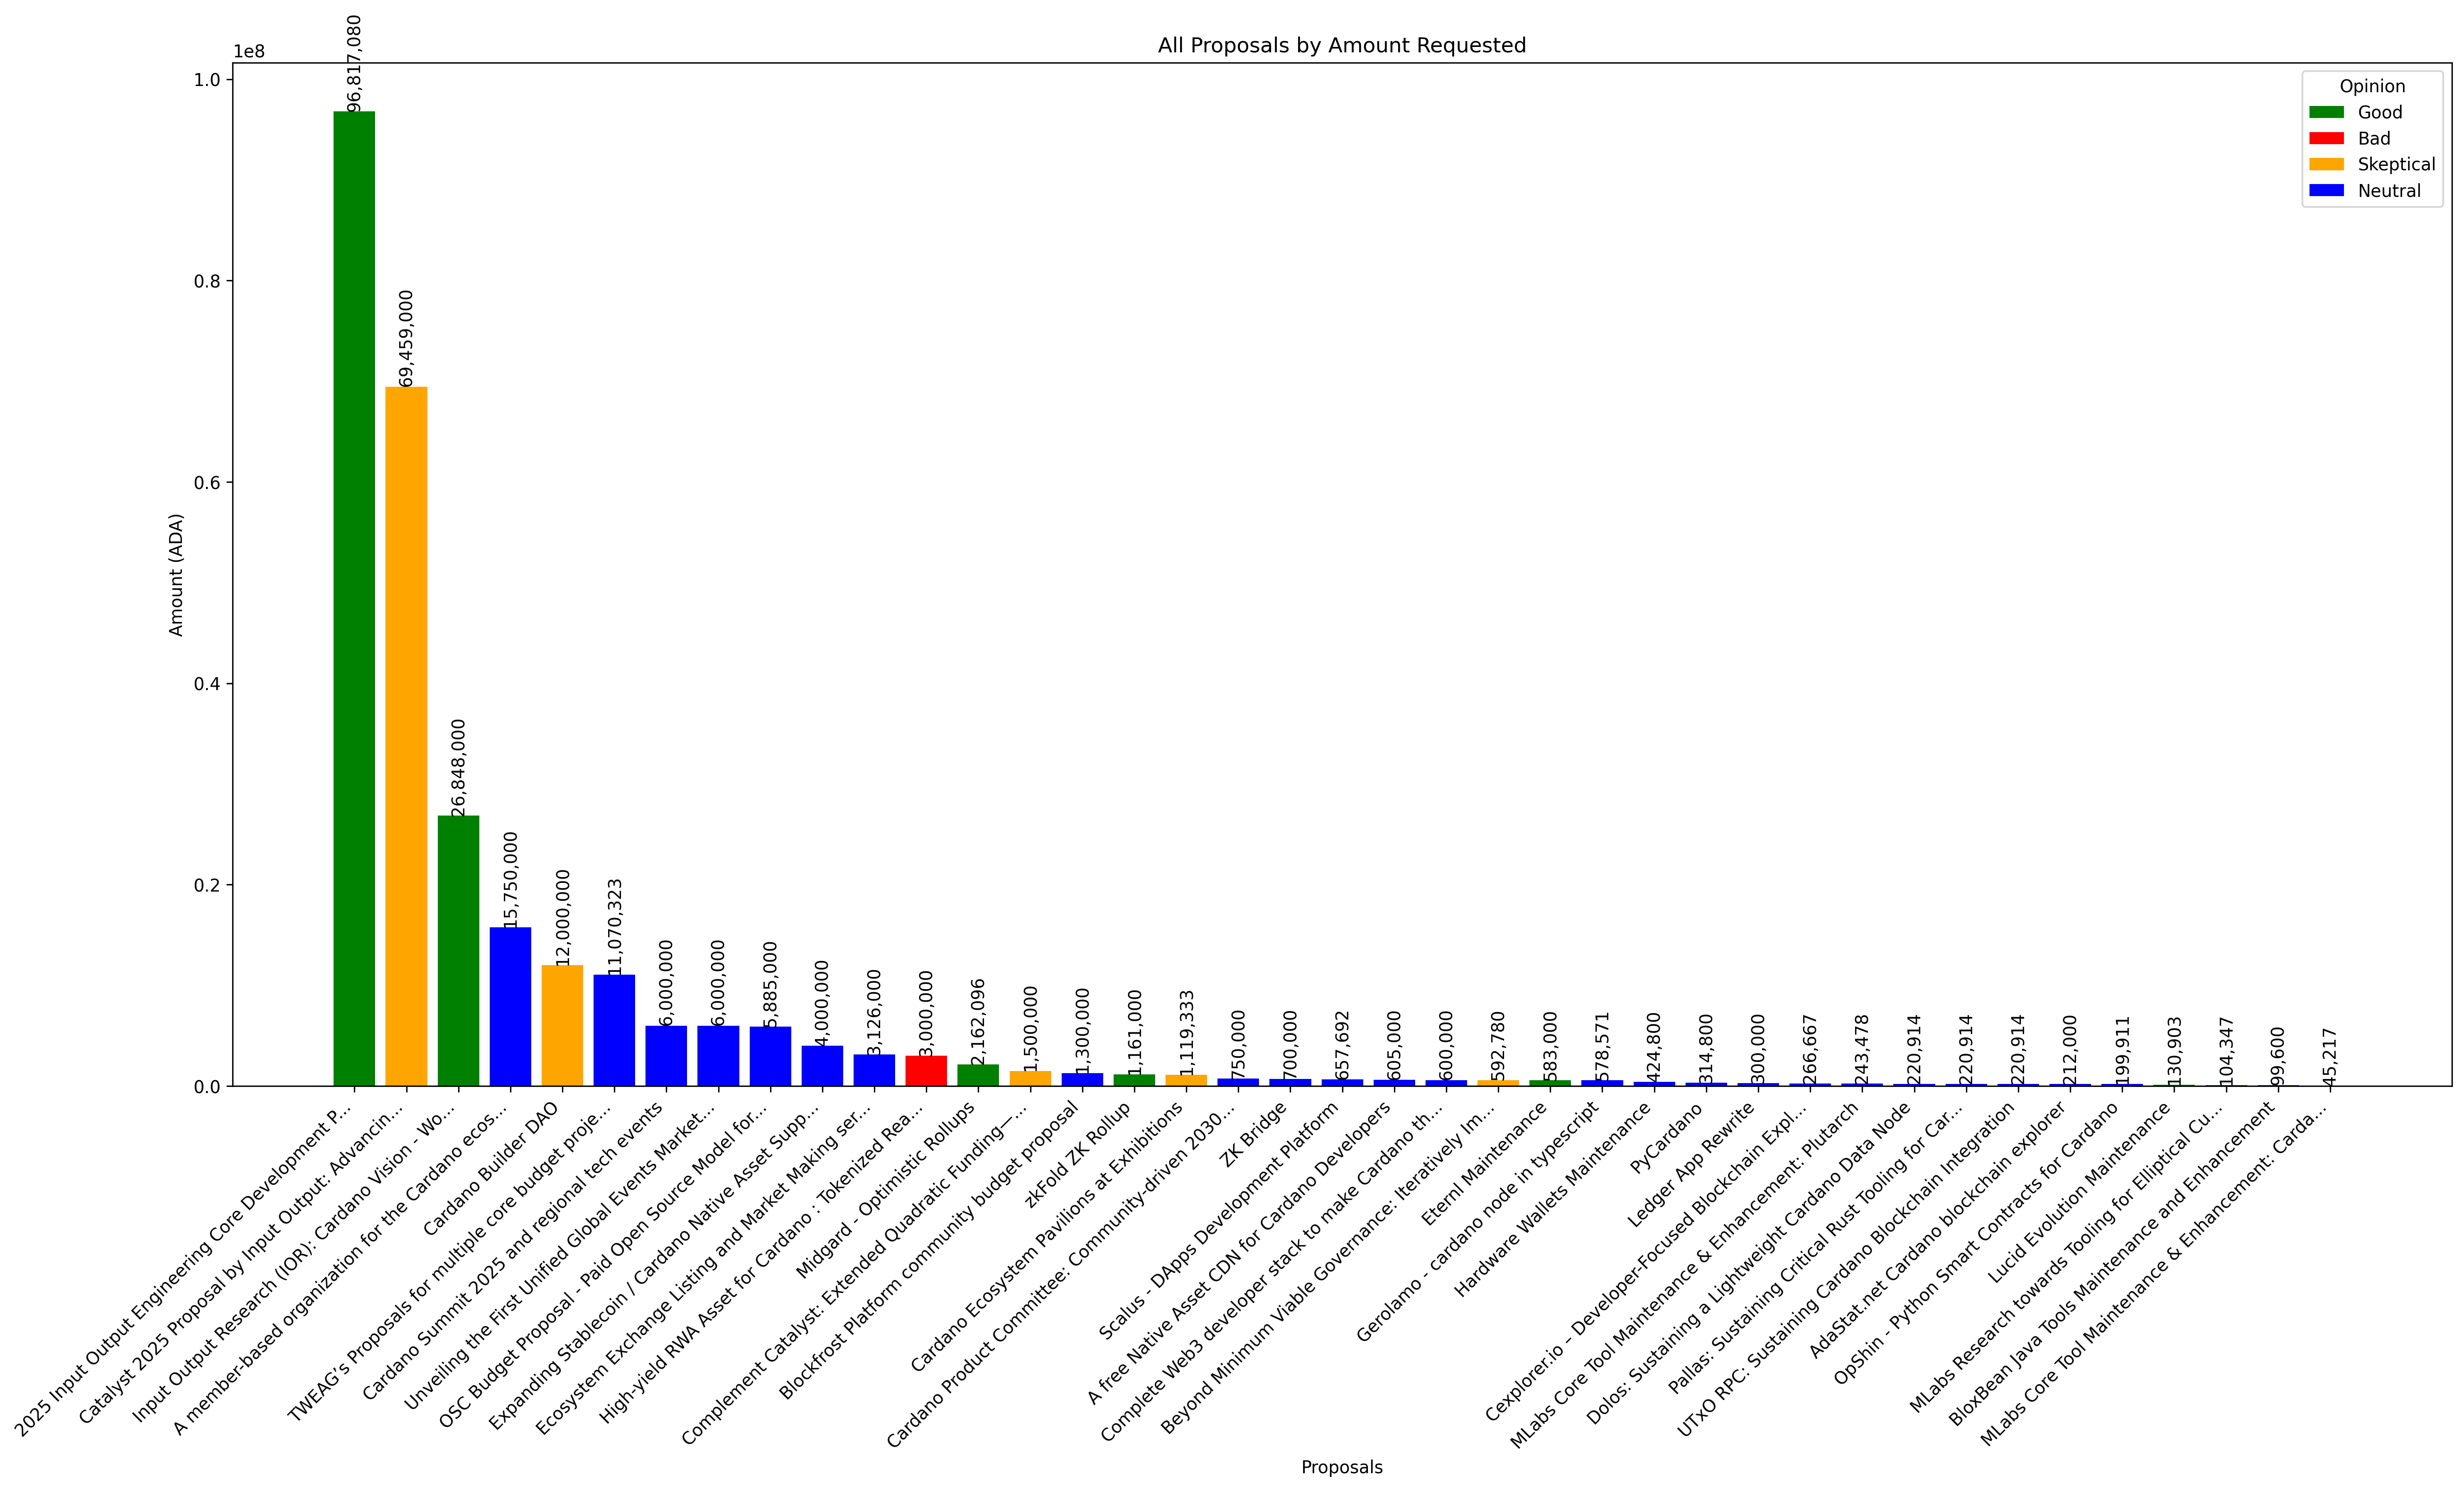 All Proposals by Amount Requested
1e8
1.0
0.8
0.6
0.4
0.2
0.0
Amount (ADA)
Opinion
Good
Bad
Skeptical
Neutral
96,817,080
69,459,000
26,848,000
15,750,000
12,000,000
11,070,323
6,000,000
6,000,000
5,885,000
4,000,000
3,126,000
3,000,000
2,162,096
1,500,000
1,300,000
1,161,000
1,119,333
750,000
700,000
657,692
605,000
600,000
592,780
583,000
578,571
424,800
314,800
300,000
266,667
243,478
220,914
220,914
220,914
212,000
199,911
130,903
104,347
99,600
45,217
2025 Input Output Engineering Core Development P...
Catalyst 2025 Proposal by Input Output: Advancin...
Input Output Research (IOR): Cardano Vision - Wo...
A member-based organization for the Cardano ecos...
Cardano Builder DAO
TWEAG's Proposals for multiple core budget proje...
Cardano Summit 2025 and regional tech events
Unveiling the First Unified Global Events Market...
OSC Budget Proposal - Paid Open Source Model for...
Expanding Stablecoin / Cardano Native Asset Supp...
Ecosystem Exchange Listing and Market Making ser...
High-yield RWA Asset for Cardano : Tokenized Rea...
Midgard - Optimistic Rollups
Complement Catalyst: Extended Quadratic Funding—...
Blockfrost Platform community budget proposal
zkFold ZK Rollup
Cardano Ecosystem Pavilions at Exhibitions
Cardano Product Committee: Community-driven 2030...
ZK Bridge
Scalus - DApps Development Platform
A free Native Asset CDN for Cardano Developers
Complete Web3 developer stack to make Cardano th...
Beyond Minimum Viable Governance: Iteratively Im...
Eternl Maintenance
Gerolamo - cardano node in typescript
Hardware Wallets Maintenance
PyCardano
Ledger App Rewrite
Cexplorer.io – Developer-Focused Blockchain Expl...
MLabs Core Tool Maintenance & Enhancement: Plutarch
Dolos: Sustaining a Lightweight Cardano Data Node
Pallas: Sustaining Critical Rust Tooling for Car...
UTxO RPC: Sustaining Cardano Blockchain Integration
AdaStat.net Cardano blockchain explorer
OpShin - Python Smart Contracts for Cardano
Lucid Evolution Maintenance
MLabs Research towards Tooling for Elliptical Cu...
BloxBean Java Tools Maintenance and Enhancement
MLabs Core Tool Maintenance & Enhancement: Carda...
Proposals